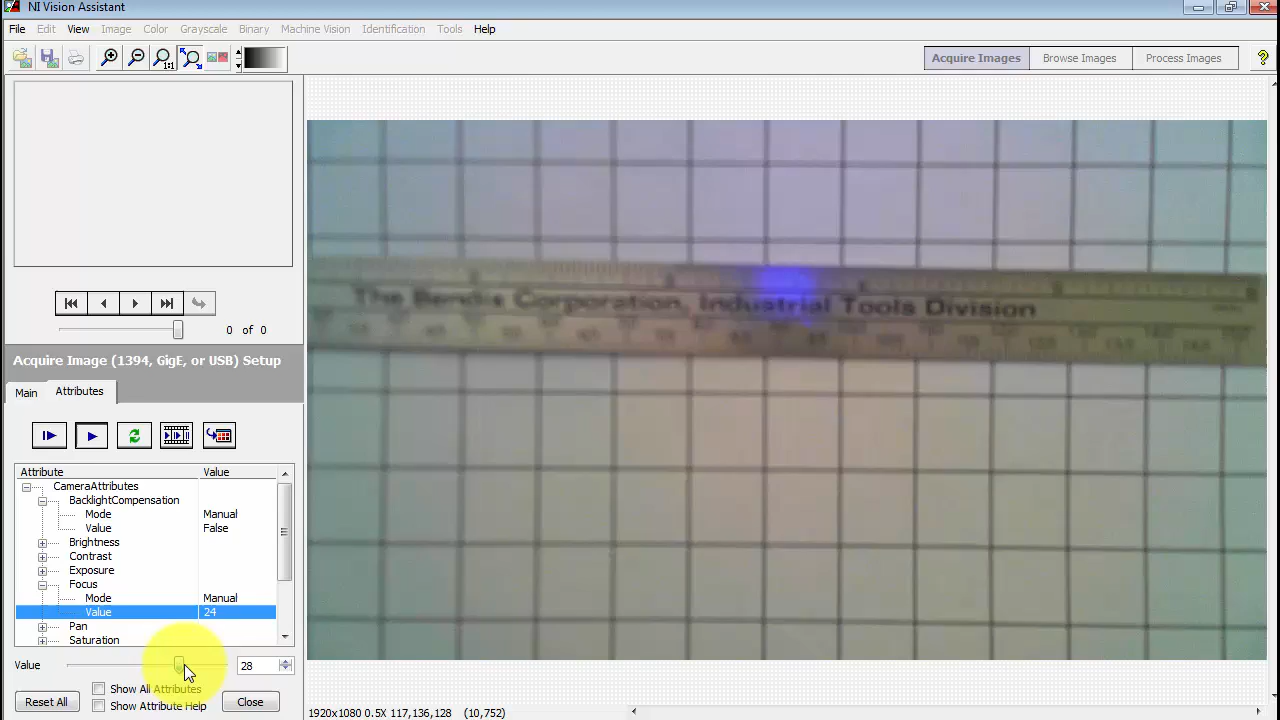 NI Vision Assistant
File Edit View Image Color Grayscale Binary Machine Vision Identification Tools Help
1:1
Acquire Images Browse Images Process Images ?
0 of 0
Acquire Image (1394, GigE, or USB) Setup
Main Attributes
Attribute Value
CameraAttributes
BacklightCompensation
Mode Manual
Value False
Brightness
Contrast
Exposure
Focus
Mode Manual
Value 24
Pan
Saturation
Value 28
Show All Attributes
Reset All Close
Show Attribute Help
The Bendix Corporation, Industrial Tools Division
1920x1080 0.5X 117,136,128 (10,752)